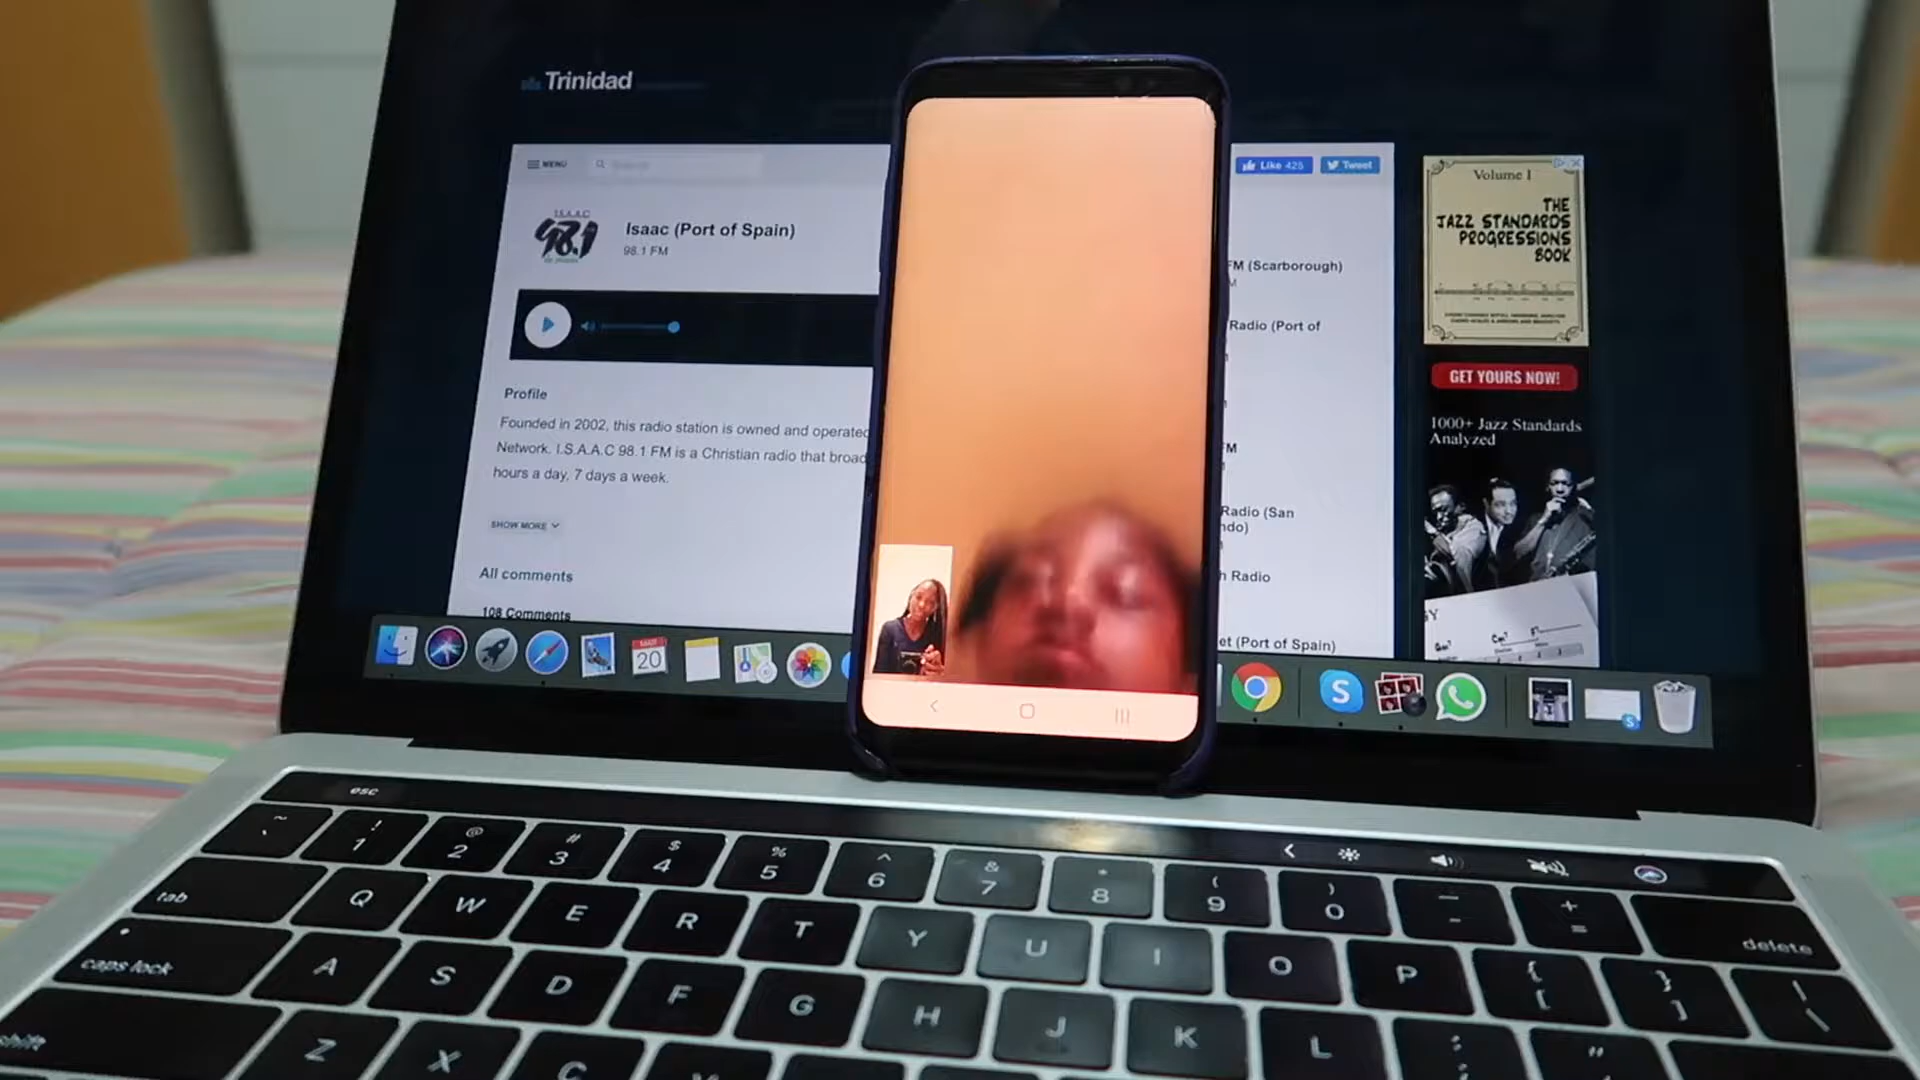 Trinidad
MENU
Search
Like 425
Tweet
I.S.A.A.C
98.1
Isaac (Port of Spain)
98.1 FM
FM (Scarborough)
Radio (Port of
Profile
Founded in 2002, this radio station is owned and operated
Network. I.S.A.A.C 98.1 FM is a Christian radio that broad
hours a day, 7 days a week.
SHOW MORE
All comments
108 Comments
FM
Radio (San
ndo)
h Radio
et (Port of Spain)
Volume I
THE
JAZZ STANDARDS
PROGRESSIONS
BOOK
GET YOURS NOW!
1000+ Jazz Standards
Analyzed
MAR
20
S
esc
~ ! @ # $ % ^ & * ( ) _ +
` 1 2 3 4 5 6 7 8 9 0 - =
tab Q W E R T Y U I O P { [ } ] delete
caps lock A S D F G H J K L : ; "
shift Z X C